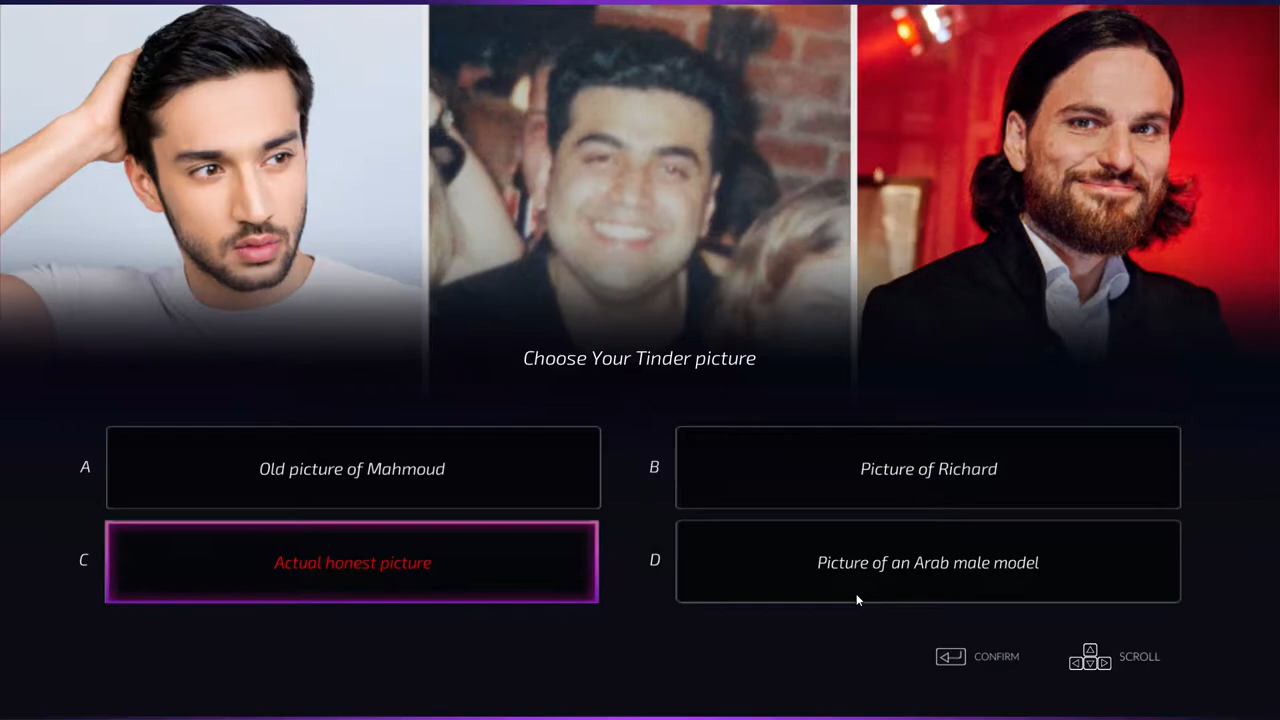 Choose Your Tinder picture
A
Old picture of Mahmoud
B
Picture of Richard
C
Actual honest picture
D
Picture of an Arab male model
CONFIRM
SCROLL